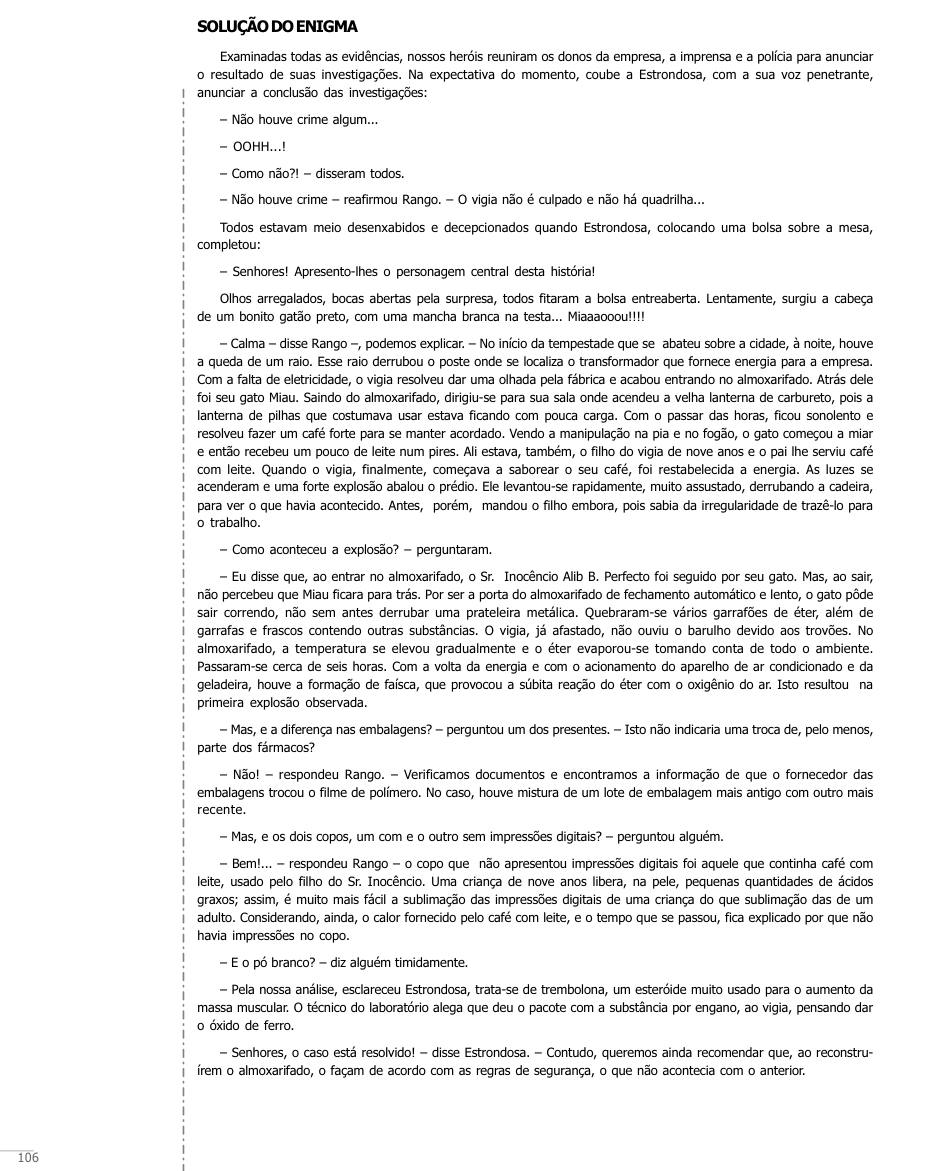 SOLUÇÃO DO ENIGMA
Examinadas todas as evidências, nossos heróis reuniram os donos da empresa, a imprensa e a polícia para anunciar
o resultado de suas investigações. Na expectativa do momento, coube a Estrondosa, com a sua voz penetrante,
anunciar a conclusão das investigações:
– Não houve crime algum...
– OOHH...!
– Como não?! – disseram todos.
– Não houve crime – reafirmou Rango. – O vigia não é culpado e não há quadrilha...
Todos estavam meio desenxabidos e decepcionados quando Estrondosa, colocando uma bolsa sobre a mesa,
completou:
– Senhores! Apresento-lhes o personagem central desta história!
Olhos arregalados, bocas abertas pela surpresa, todos fitaram a bolsa entreaberta. Lentamente, surgiu a cabeça
de um bonito gatão preto, com uma mancha branca na testa... Miaaaooou!!!!
– Calma – disse Rango –, podemos explicar. – No início da tempestade que se abateu sobre a cidade, à noite, houve
a queda de um raio. Esse raio derrubou o poste onde se localiza o transformador que fornece energia para a empresa.
Com a falta de eletricidade, o vigia resolveu dar uma olhada pela fábrica e acabou entrando no almoxarifado. Atrás dele
foi seu gato Miau. Saindo do almoxarifado, dirigiu-se para sua sala onde acendeu a velha lanterna de carbureto, pois a
lanterna de pilhas que costumava usar estava ficando com pouca carga. Com o passar das horas, ficou sonolento e
resolveu fazer um café forte para se manter acordado. Vendo a manipulação na pia e no fogão, o gato começou a miar
e então recebeu um pouco de leite num pires. Ali estava, também, o filho do vigia de nove anos e o pai lhe serviu café
com leite. Quando o vigia, finalmente, começava a saborear o seu café, foi restabelecida a energia. As luzes se
acenderam e uma forte explosão abalou o prédio. Ele levantou-se rapidamente, muito assustado, derrubando a cadeira,
para ver o que havia acontecido. Antes, porém, mandou o filho embora, pois sabia da irregularidade de trazê-lo para
o trabalho.
– Como aconteceu a explosão? – perguntaram.
– Eu disse que, ao entrar no almoxarifado, o Sr. Inocêncio Alib B. Perfecto foi seguido por seu gato. Mas, ao sair,
não percebeu que Miau ficara para trás. Por ser a porta do almoxarifado de fechamento automático e lento, o gato pôde
sair correndo, não sem antes derrubar uma prateleira metálica. Quebraram-se vários garrafões de éter, além de
garrafas e frascos contendo outras substâncias. O vigia, já afastado, não ouviu o barulho devido aos trovões. No
almoxarifado, a temperatura se elevou gradualmente e o éter evaporou-se tomando conta de todo o ambiente.
Passaram-se cerca de seis horas. Com a volta da energia e com o acionamento do aparelho de ar condicionado e da
geladeira, houve a formação de faísca, que provocou a súbita reação do éter com o oxigênio do ar. Isto resultou na
primeira explosão observada.
– Mas, e a diferença nas embalagens? – perguntou um dos presentes. – Isto não indicaria uma troca de, pelo menos,
parte dos fármacos?
– Não! – respondeu Rango. – Verificamos documentos e encontramos a informação de que o fornecedor das
embalagens trocou o filme de polímero. No caso, houve mistura de um lote de embalagem mais antigo com outro mais
recente.
– Mas, e os dois copos, um com e o outro sem impressões digitais? – perguntou alguém.
– Bem!... – respondeu Rango – o copo que não apresentou impressões digitais foi aquele que continha café com
leite, usado pelo filho do Sr. Inocêncio. Uma criança de nove anos libera, na pele, pequenas quantidades de ácidos
graxos; assim, é muito mais fácil a sublimação das impressões digitais de uma criança do que sublimação das de um
adulto. Considerando, ainda, o calor fornecido pelo café com leite, e o tempo que se passou, fica explicado por que não
havia impressões no copo.
– E o pó branco? – diz alguém timidamente.
– Pela nossa análise, esclareceu Estrondosa, trata-se de trembolona, um esteróide muito usado para o aumento da
massa muscular. O técnico do laboratório alega que deu o pacote com a substância por engano, ao vigia, pensando dar
o óxido de ferro.
– Senhores, o caso está resolvido! – disse Estrondosa. – Contudo, queremos ainda recomendar que, ao reconstru-
írem o almoxarifado, o façam de acordo com as regras de segurança, o que não acontecia com o anterior.
106